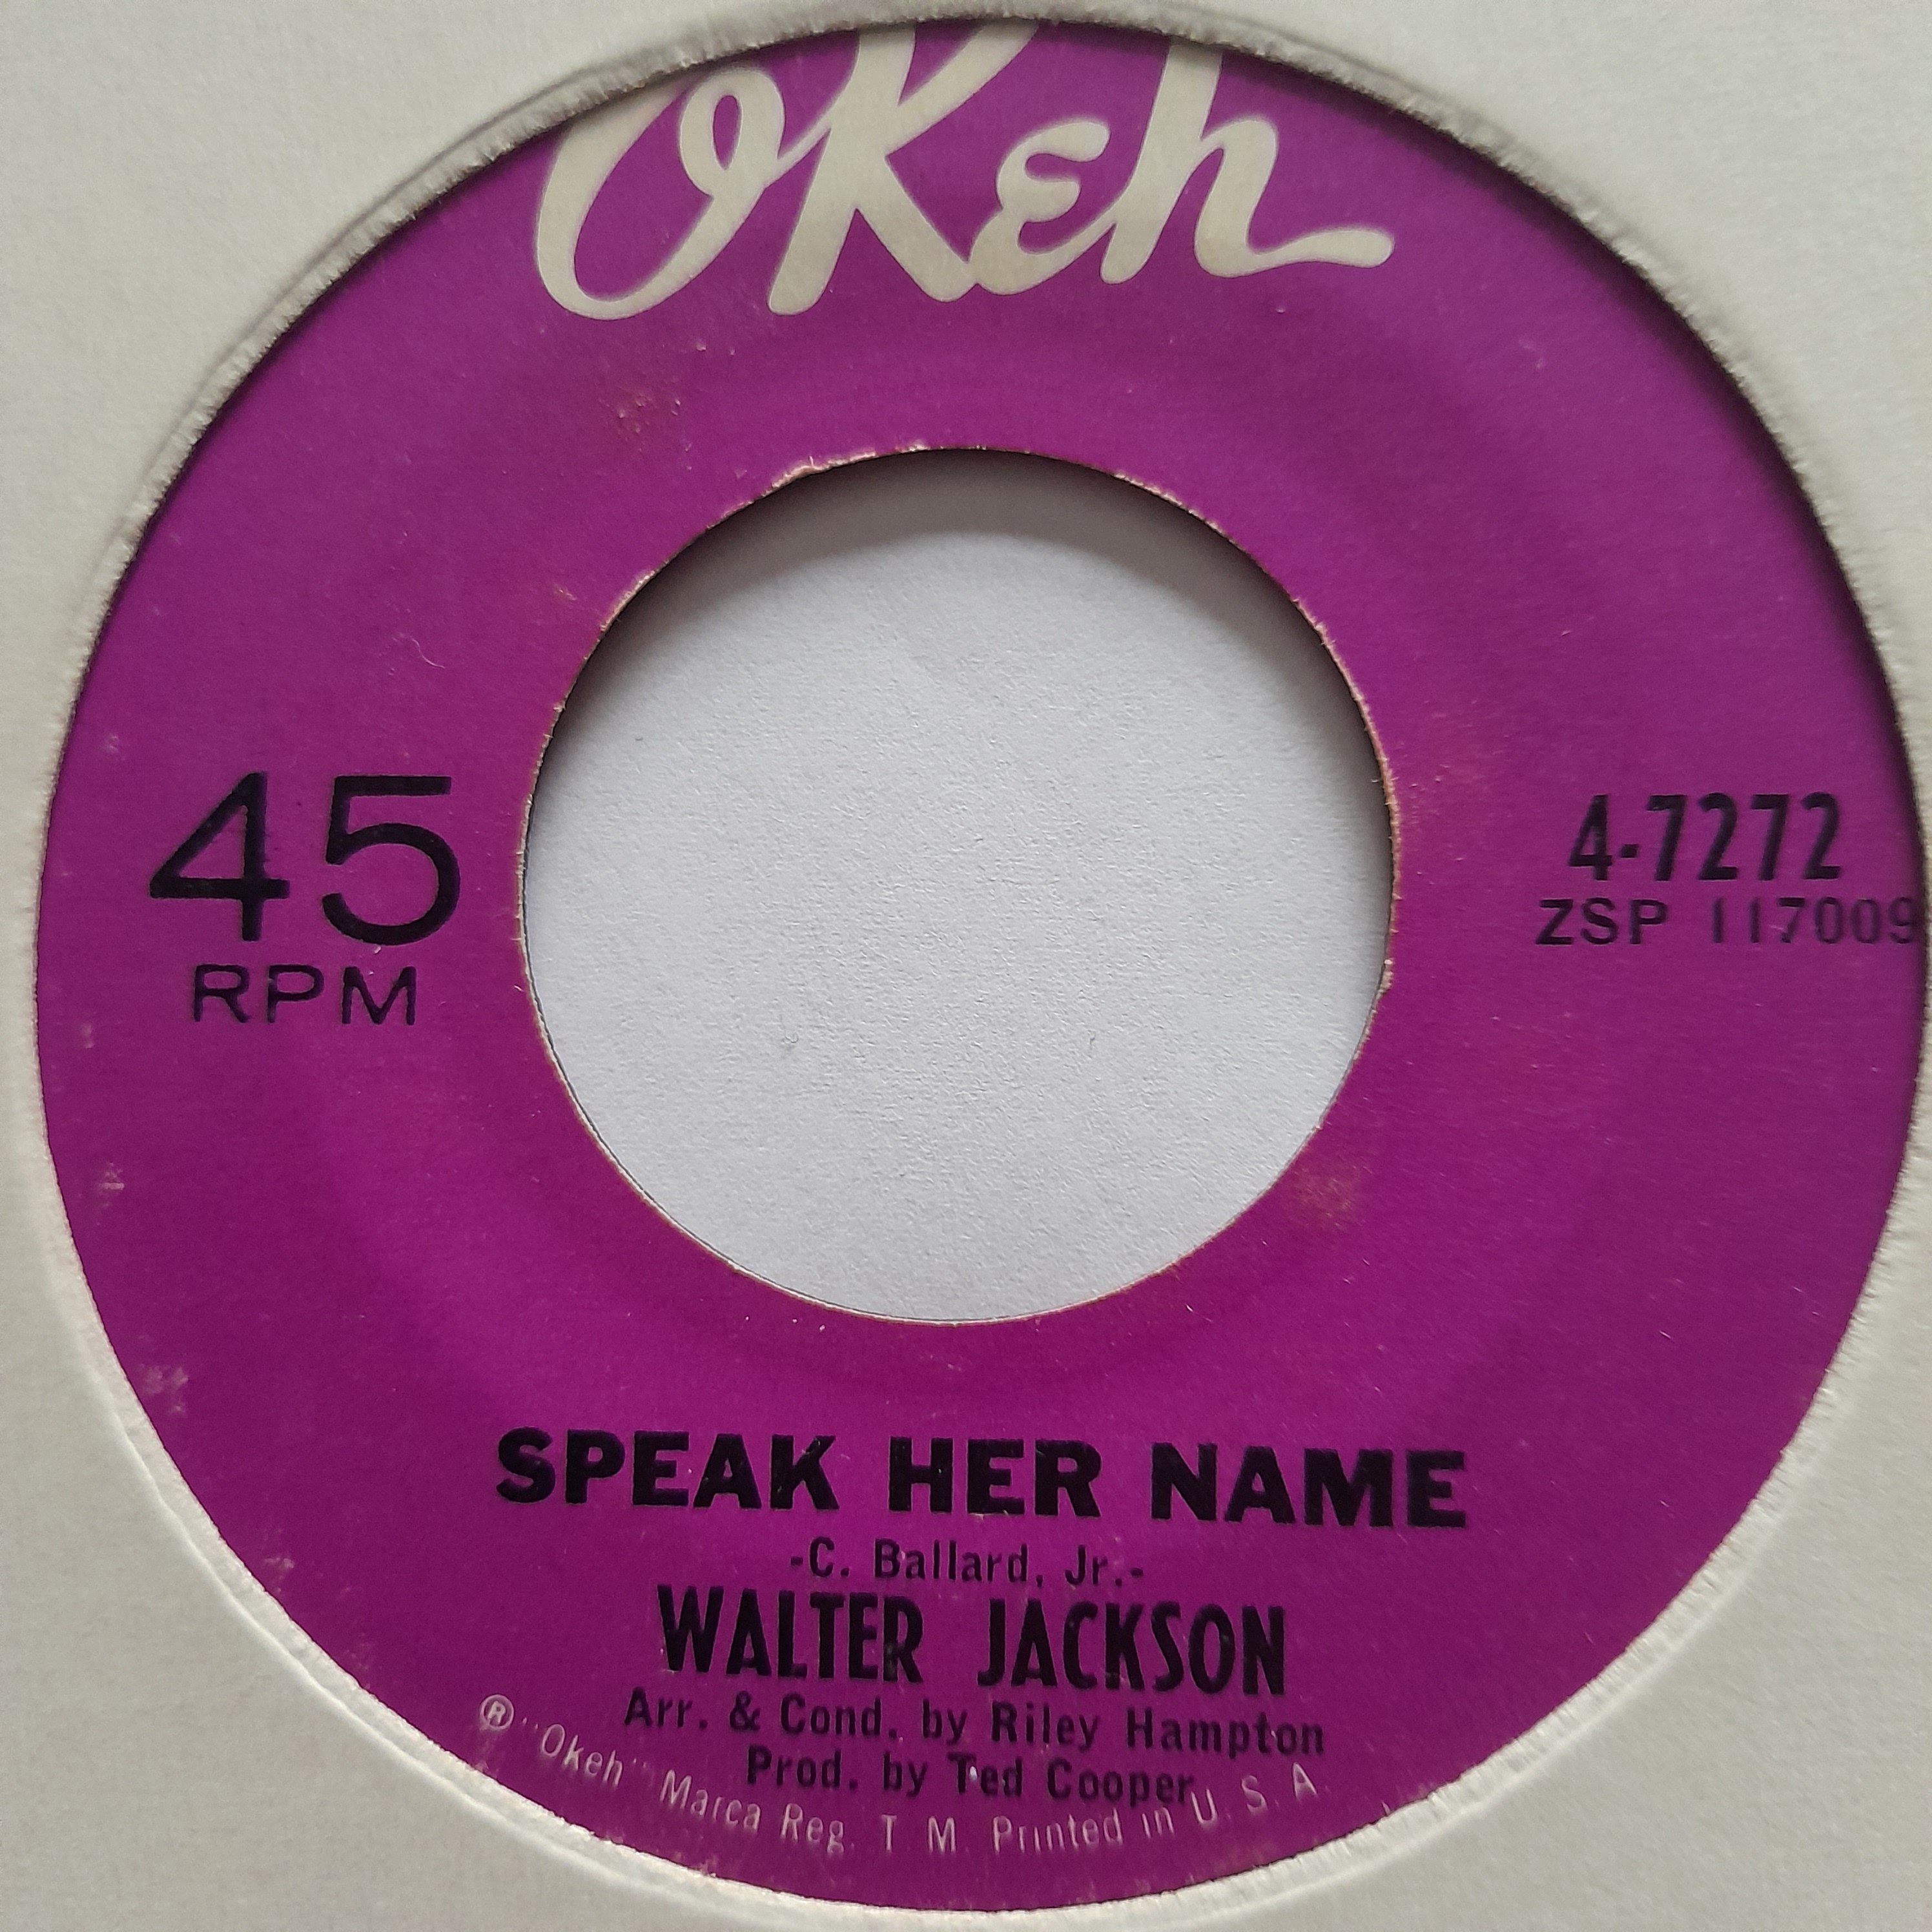 OKeh
45
RPM
4-7272
ZSP 117009
SPEAK HER NAME
-C. Ballard, Jr.-
WALTER JACKSON
Arr. & Cond. by Riley Hampton
Prod. by Ted Cooper
® "Okeh" Marca Reg. T M Printed in U. S. A.